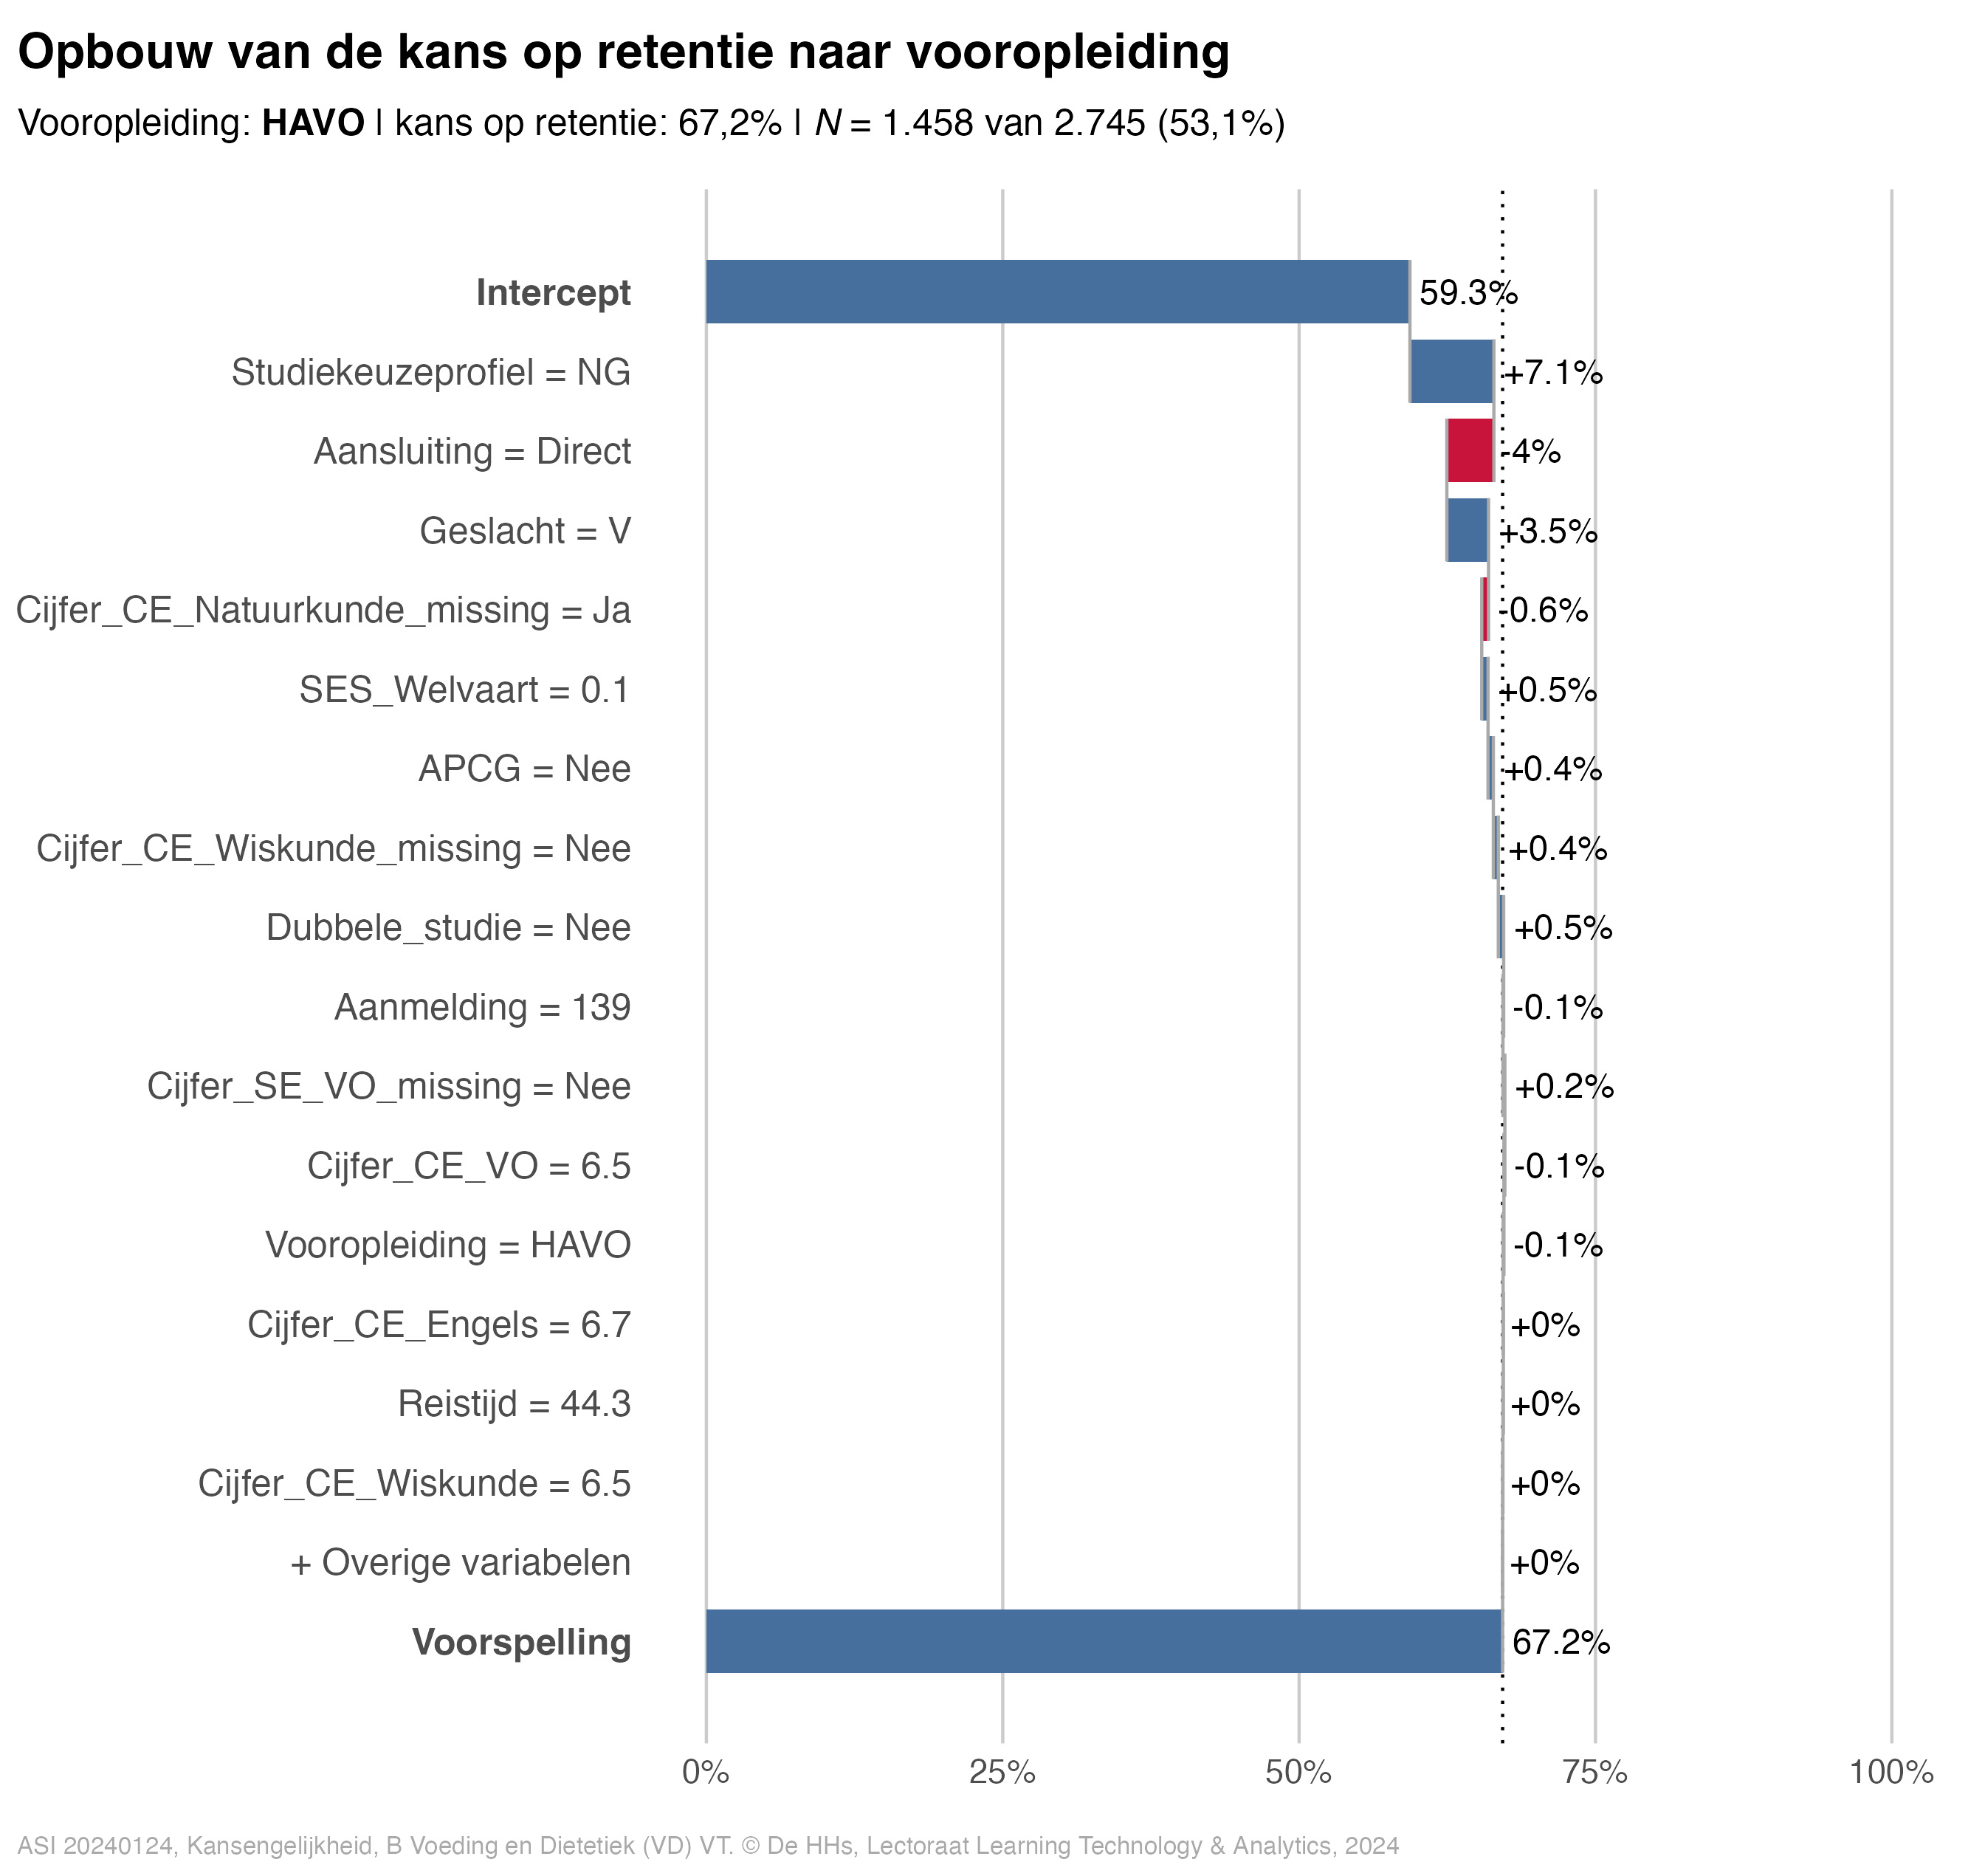 Opbouw van de kans op retentie naar vooropleiding
Vooropleiding: HAVO | kans op retentie: 67,2% | N = 1.458 van 2.745 (53,1%)
Intercept 59.3%
Studiekeuzeprofiel = NG +7.1%
Aansluiting = Direct -4%
Geslacht = V +3.5%
Cijfer_CE_Natuurkunde_missing = Ja -0.6%
SES_Welvaart = 0.1 +0.5%
APCG = Nee +0.4%
Cijfer_CE_Wiskunde_missing = Nee +0.4%
Dubbele_studie = Nee +0.5%
Aanmelding = 139 -0.1%
Cijfer_SE_VO_missing = Nee +0.2%
Cijfer_CE_VO = 6.5 -0.1%
Vooropleiding = HAVO -0.1%
Cijfer_CE_Engels = 6.7 +0%
Reistijd = 44.3 +0%
Cijfer_CE_Wiskunde = 6.5 +0%
+ Overige variabelen +0%
Voorspelling 67.2%
0% 25% 50% 75% 100%
ASI 20240124, Kansengelijkheid, B Voeding en Dietetiek (VD) VT. © De HHs, Lectoraat Learning Technology & Analytics, 2024